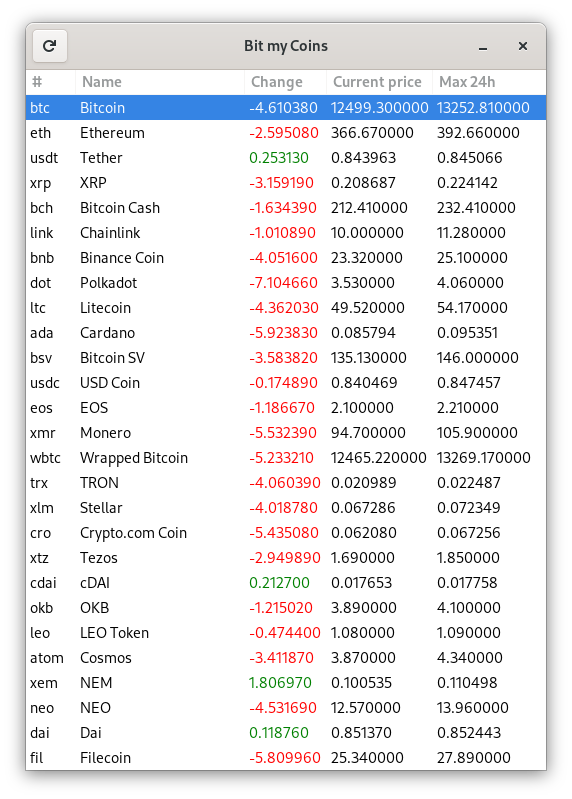 Bit my Coins
# Name Change Current price Max 24h
btc Bitcoin -4.610380 12499.300000 13252.810000
eth Ethereum -2.595080 366.670000 392.660000
usdt Tether 0.253130 0.843963 0.845066
xrp XRP -3.159190 0.208687 0.224142
bch Bitcoin Cash -1.634390 212.410000 232.410000
link Chainlink -1.010890 10.000000 11.280000
bnb Binance Coin -4.051600 23.320000 25.100000
dot Polkadot -7.104660 3.530000 4.060000
ltc Litecoin -4.362030 49.520000 54.170000
ada Cardano -5.923830 0.085794 0.095351
bsv Bitcoin SV -3.583820 135.130000 146.000000
usdc USD Coin -0.174890 0.840469 0.847457
eos EOS -1.186670 2.100000 2.210000
xmr Monero -5.532390 94.700000 105.900000
wbtc Wrapped Bitcoin -5.233210 12465.220000 13269.170000
trx TRON -4.060390 0.020989 0.022487
xlm Stellar -4.018780 0.067286 0.072349
cro Crypto.com Coin -5.435080 0.062080 0.067256
xtz Tezos -2.949890 1.690000 1.850000
cdai cDAI 0.212700 0.017653 0.017758
okb OKB -1.215020 3.890000 4.100000
leo LEO Token -0.474400 1.080000 1.090000
atom Cosmos -3.411870 3.870000 4.340000
xem NEM 1.806970 0.100535 0.110498
neo NEO -4.531690 12.570000 13.960000
dai Dai 0.118760 0.851370 0.852443
fil Filecoin -5.809960 25.340000 27.890000